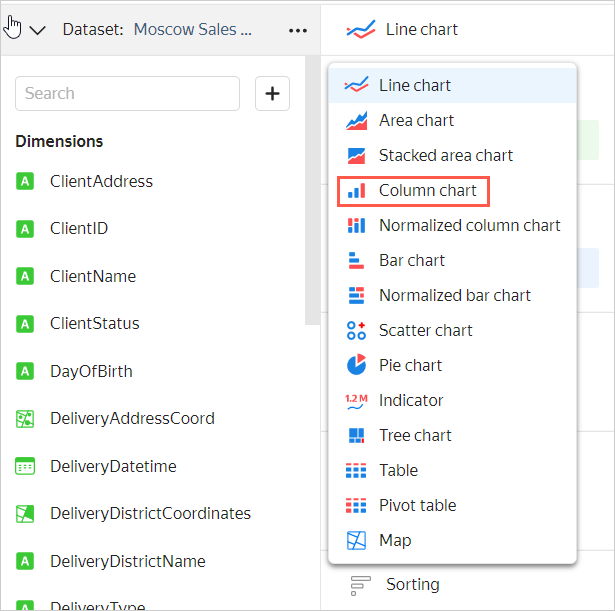 Dataset: Moscow Sales ...
Search
Dimensions
A ClientAddress
A ClientID
A ClientName
A ClientStatus
A DayOfBirth
DeliveryAddressCoord
DeliveryDatetime
DeliveryDistrictCoordinates
A DeliveryDistrictName
A DeliveryType
Line chart
Line chart
Area chart
Stacked area chart
Column chart
Normalized column chart
Bar chart
Normalized bar chart
Scatter chart
Pie chart
1.2 M Indicator
Tree chart
Table
Pivot table
Map
Sorting